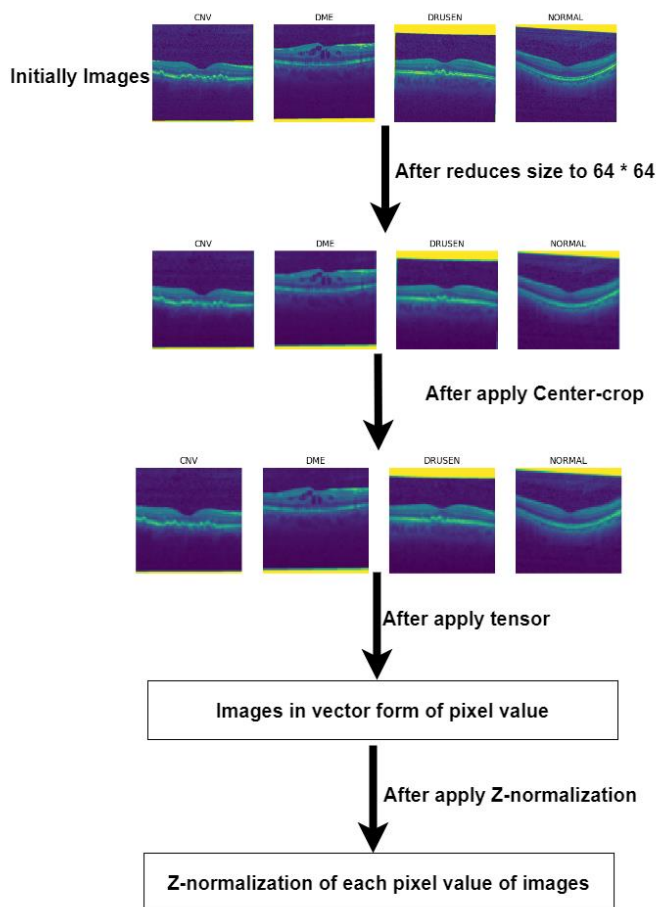 CNV DME DRUSEN NORMAL
Initially Images
After reduces size to 64 * 64
CNV DME DRUSEN NORMAL
After apply Center-crop
CNV DME DRUSEN NORMAL
After apply tensor
Images in vector form of pixel value
After apply Z-normalization
Z-normalization of each pixel value of images